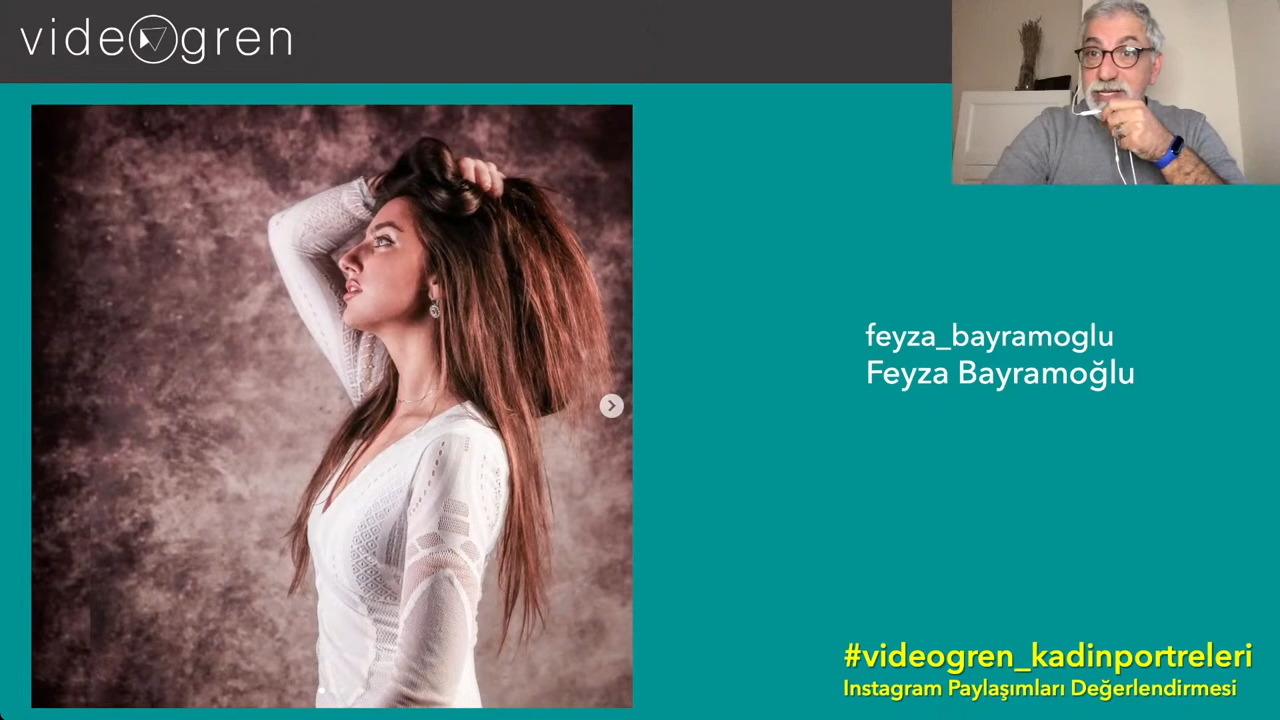 videogren
feyza_bayramoglu
Feyza Bayramoğlu
#videogren_kadinportreleri
Instagram Paylaşımları Değerlendirmesi